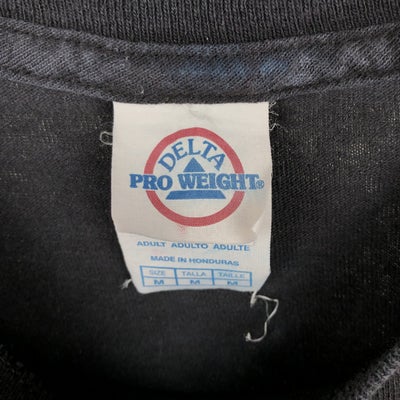 DELTA
PRO WEIGHT®
ADULT ADULTO ADULTE
MADE IN HONDURAS
SIZE TALLA TAILLE
M M M